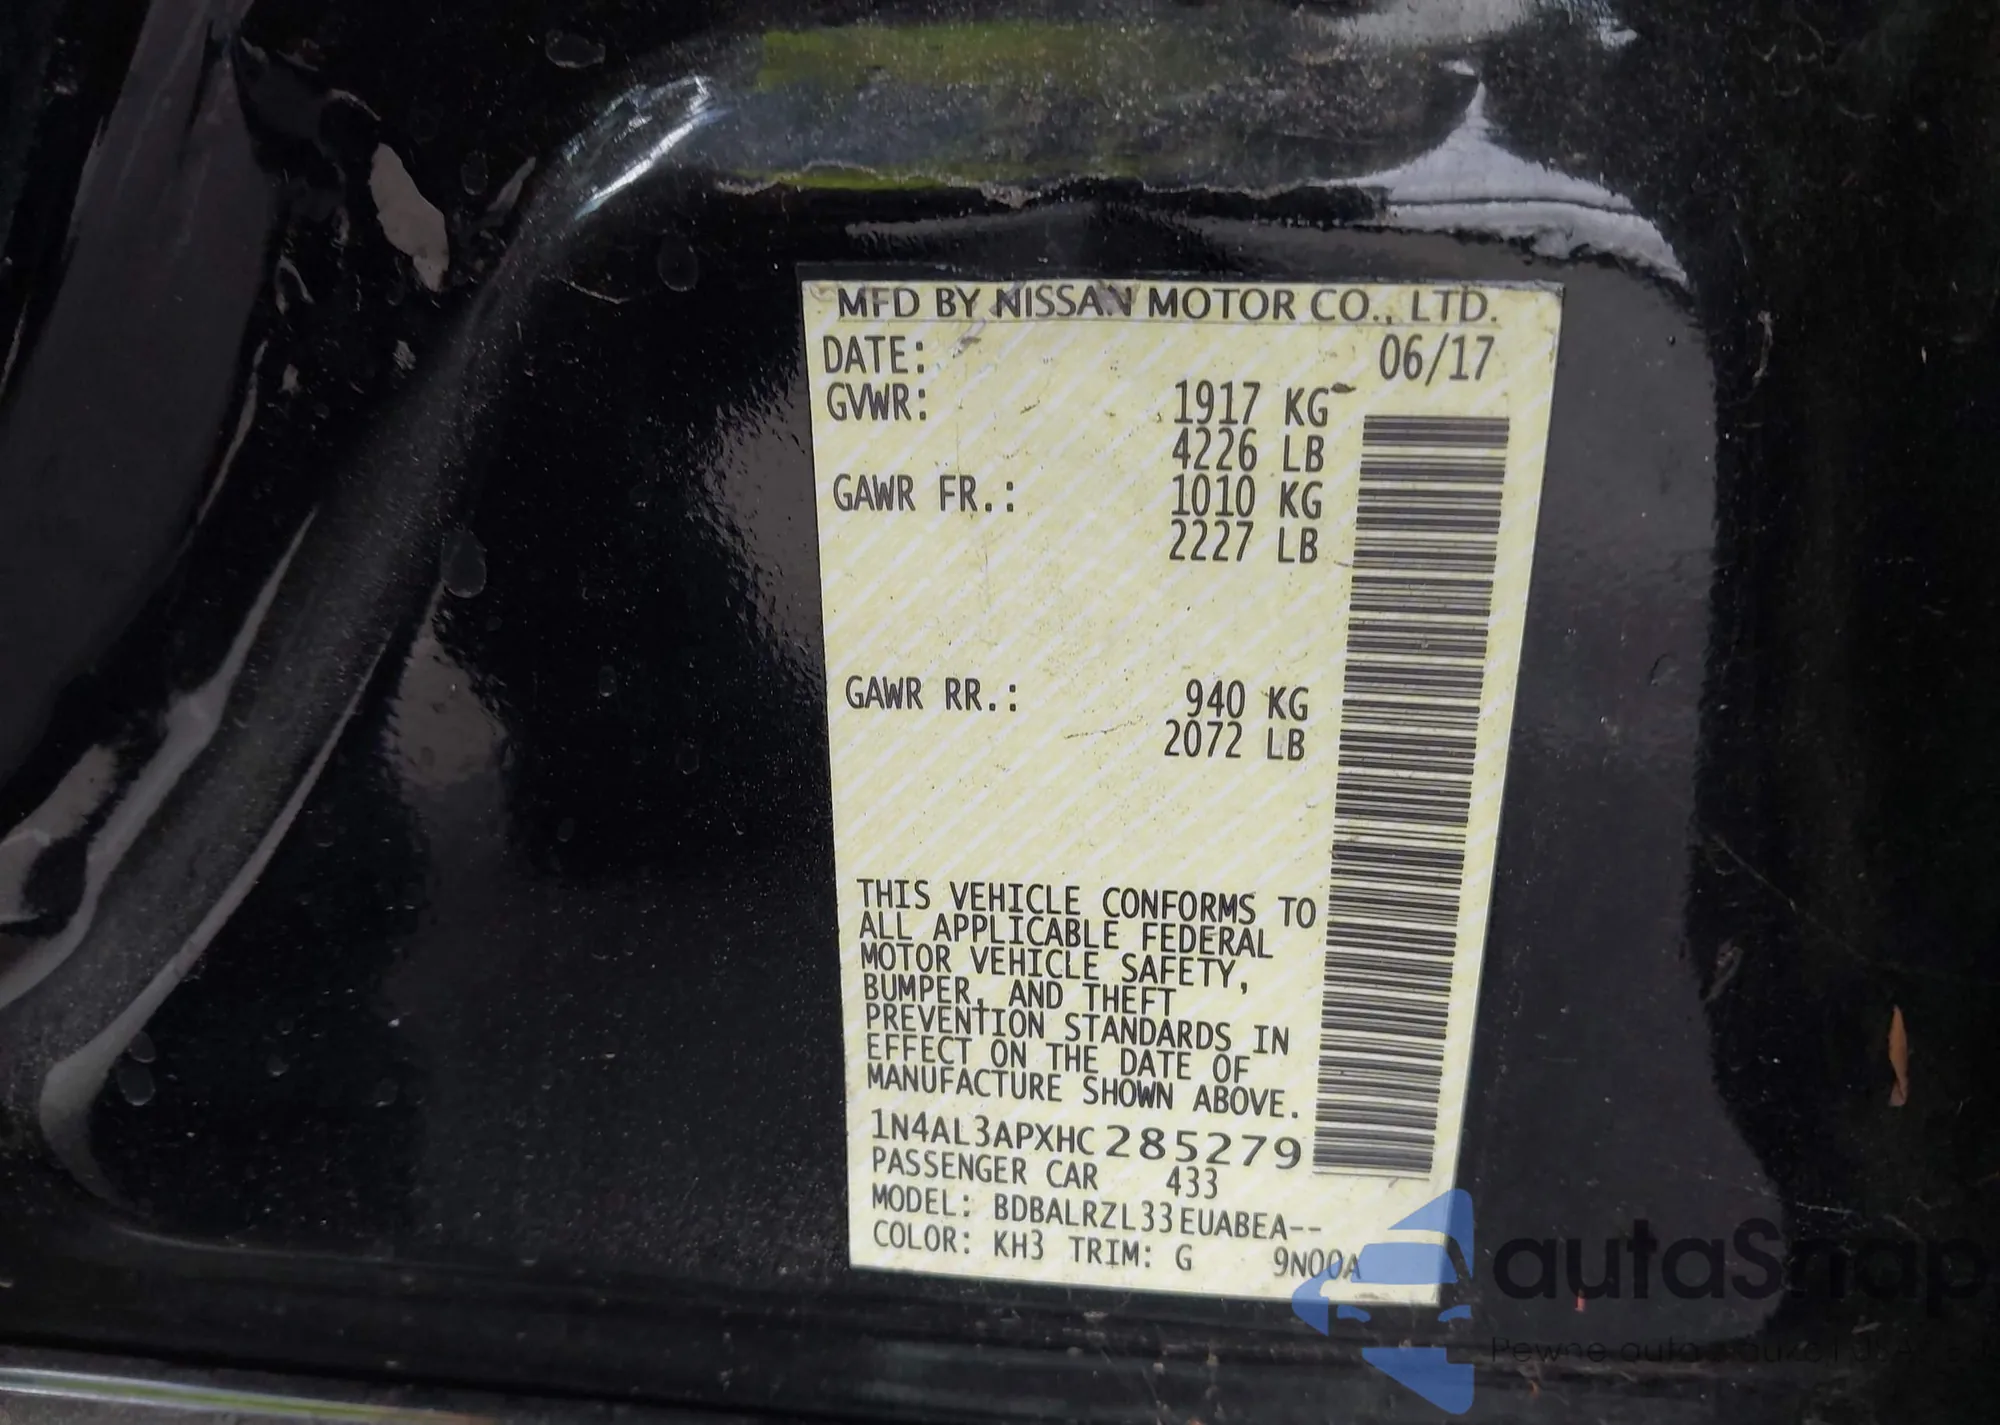 MFD BY NISSAN MOTOR CO., LTD.
DATE: 06/17
GVWR: 1917 KG
4226 LB
GAWR FR.: 1010 KG
2227 LB
GAWR RR.: 940 KG
2072 LB
THIS VEHICLE CONFORMS TO
ALL APPLICABLE FEDERAL
MOTOR VEHICLE SAFETY,
BUMPER, AND THEFT
PREVENTION STANDARDS IN
EFFECT ON THE DATE OF
MANUFACTURE SHOWN ABOVE.
1N4AL3APXHC285279
PASSENGER CAR 433
MODEL: BDBALRZL33EUABEA--
COLOR: KH3 TRIM: G 9N00A
autaSnap
Pewne auto